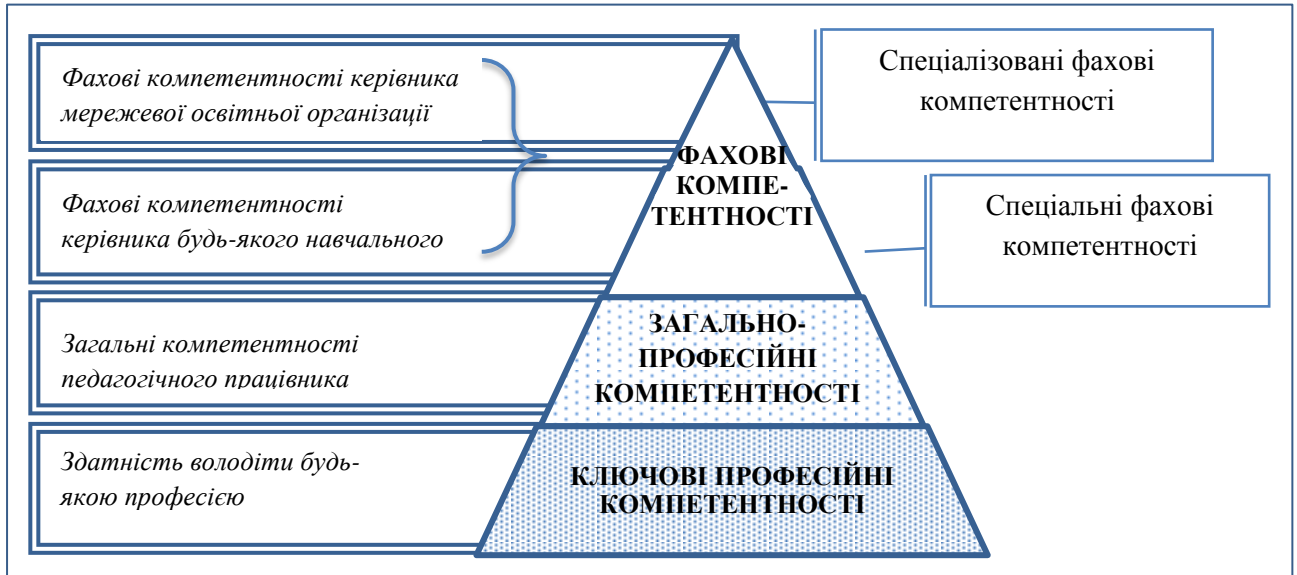 Фахові компетентності керівника
мережевої освітньої організації
Фахові компетентності
керівника будь-якого навчального
Загальні компетентності
педагогічного працівника
Здатність володіти будь-
якою професією
ФАХОВІ
КОМПЕ-
ТЕНТНОСТІ
ЗАГАЛЬНО-
ПРОФЕСІЙНІ
КОМПЕТЕНТНОСТІ
КЛЮЧОВІ ПРОФЕСІЙНІ
КОМПЕТЕНТНОСТІ
Спеціалізовані фахові
компетентності
Спеціальні фахові
компетентності